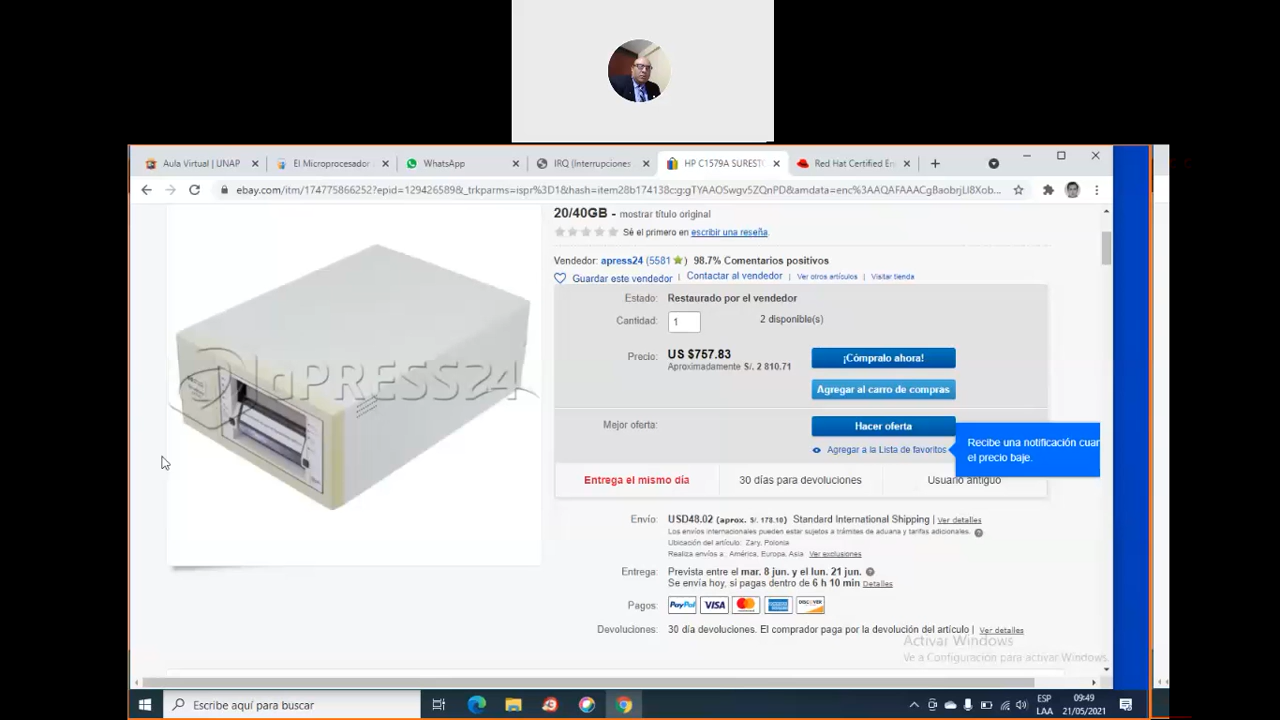 Aula Virtual | UNAP
El Microprocesador
WhatsApp
IRQ (Interrupciones
HP C1579A SUREST
Red Hat Certified En
ebay.com/itm/174775866252?epid=129426589&_trkparms=ispr%3D1&hash=item28b174138c:g:gTYAAOSwgv5ZQnPD&amdata=enc%3AAQAFAAACgBaobrjLl8Xob...
20/40GB - mostrar título original
Sé el primero en escribir una reseña.
Vendedor: apress24 (5581) 98.7% Comentarios positivos
Guardar este vendedor | Contactar al vendedor | Ver otros artículos | Visitar tienda
Estado: Restaurado por el vendedor
Cantidad: 1 2 disponible(s)
Precio: US $757.83
Aproximadamente S/. 2 810.71
¡Cómpralo ahora!
Agregar al carro de compras
Mejor oferta: Hacer oferta
Agregar a la Lista de favoritos
Recibe una notificación cuan
el precio baje.
Entrega el mismo día
30 días para devoluciones
Usuario antiguo
Envío: USD48.02 (aprox. S/. 178.10) Standard International Shipping | Ver detalles
Los envíos internacionales pueden estar sujetos a trámites de aduana y tarifas adicionales.
Ubicación del artículo: Zary, Polonia
Realiza envíos a: América, Europa, Asia Ver exclusiones
Entrega: Prevista entre el mar. 8 jun. y el lun. 21 jun.
Se envía hoy, si pagas dentro de 6 h 10 min Detalles
Pagos: PayPal VISA MasterCard DISCOVER
Devoluciones: 30 día devoluciones. El comprador paga por la devolución del artículo | Ver detalles
Activar Windows
Ve a Configuración para activar Windows.
Escribe aquí para buscar
ESP
LAA
09:49
21/05/2021